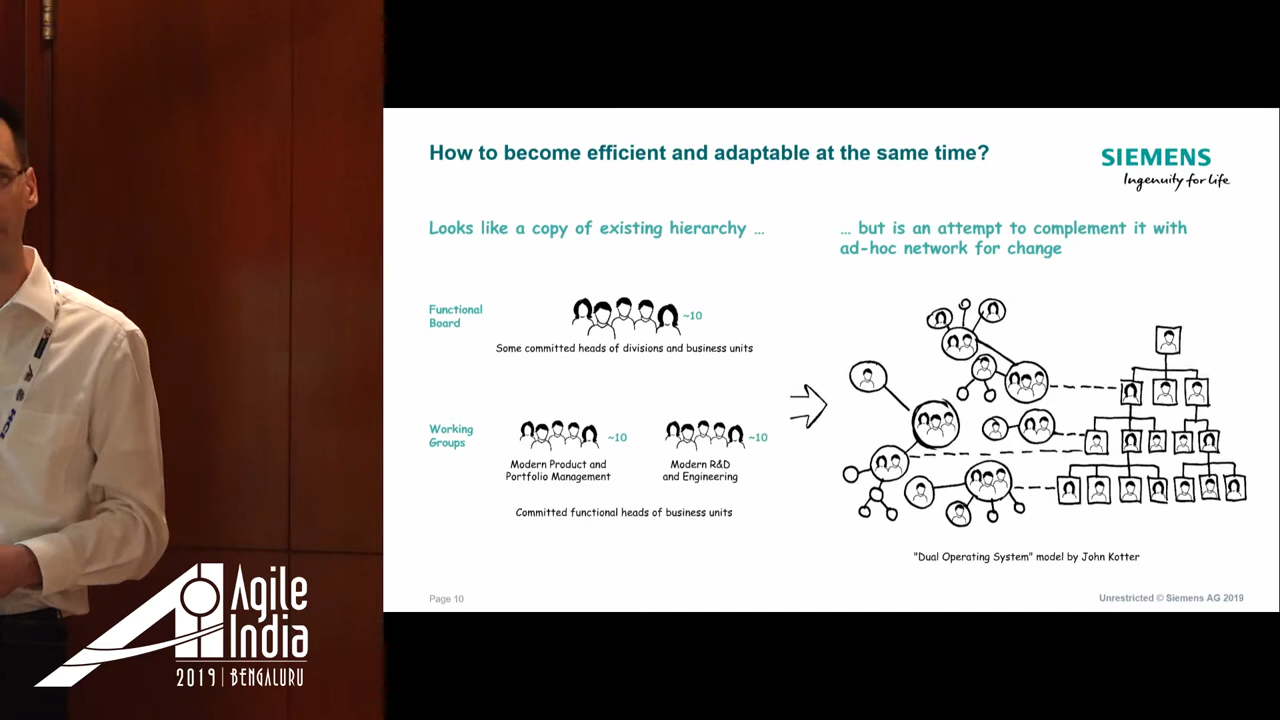 How to become efficient and adaptable at the same time?
SIEMENS
Ingenuity for life
Looks like a copy of existing hierarchy ...
... but is an attempt to complement it with
ad-hoc network for change
Functional
Board
~10
Some committed heads of divisions and business units
Working
Groups
~10
~10
Modern Product and
Portfolio Management
Modern R&D
and Engineering
Committed functional heads of business units
"Dual Operating System" model by John Kotter
Page 10
Unrestricted © Siemens AG 2019
Agile
India
2019 | BENGALURU